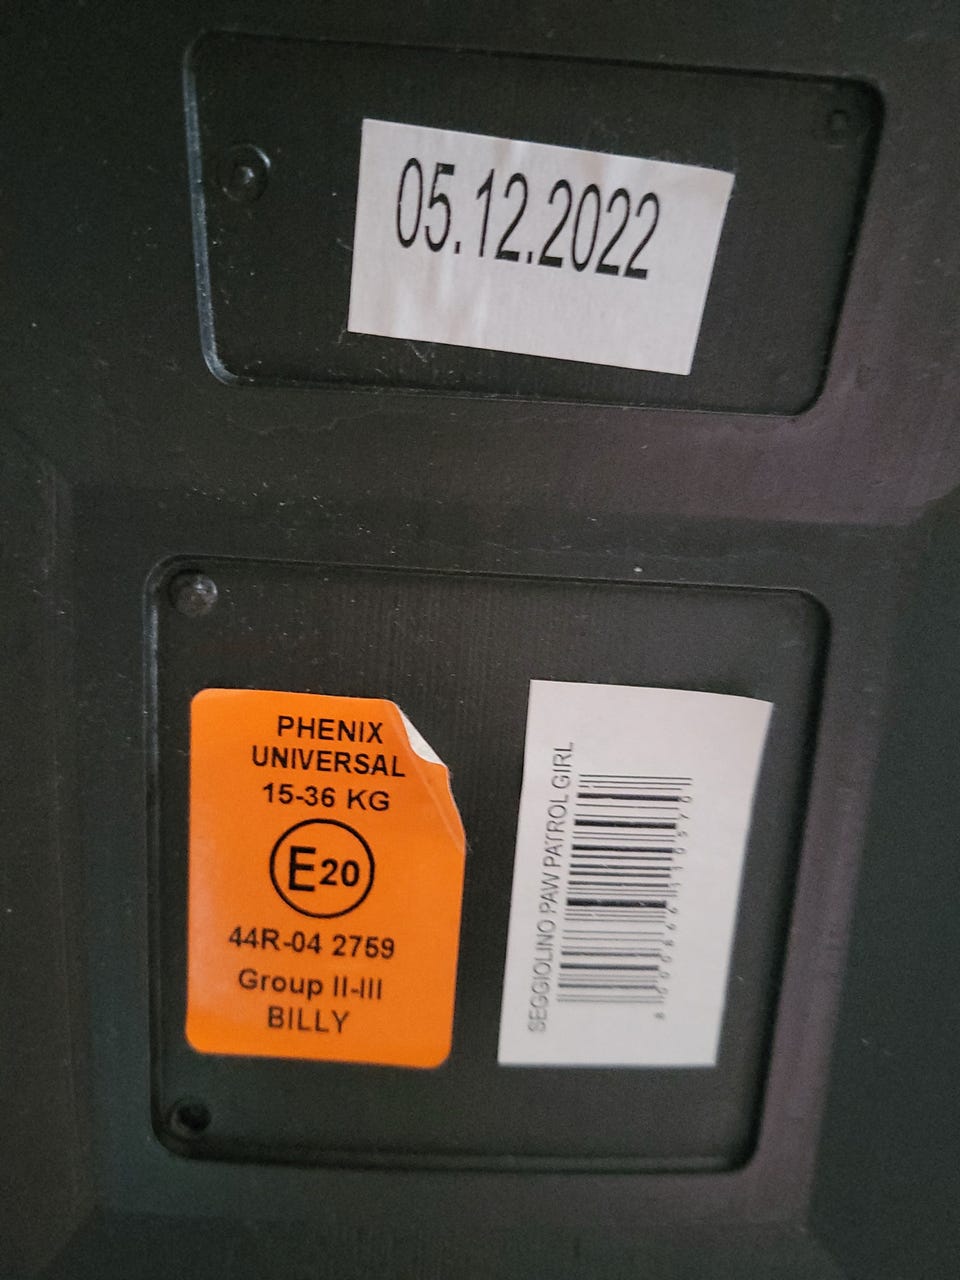 05.12.2022
PHENIX
UNIVERSAL
15-36 KG
E20
44R-04 2759
Group II-III
BILLY
SEGGIOLINO PAW PATROL GIRL